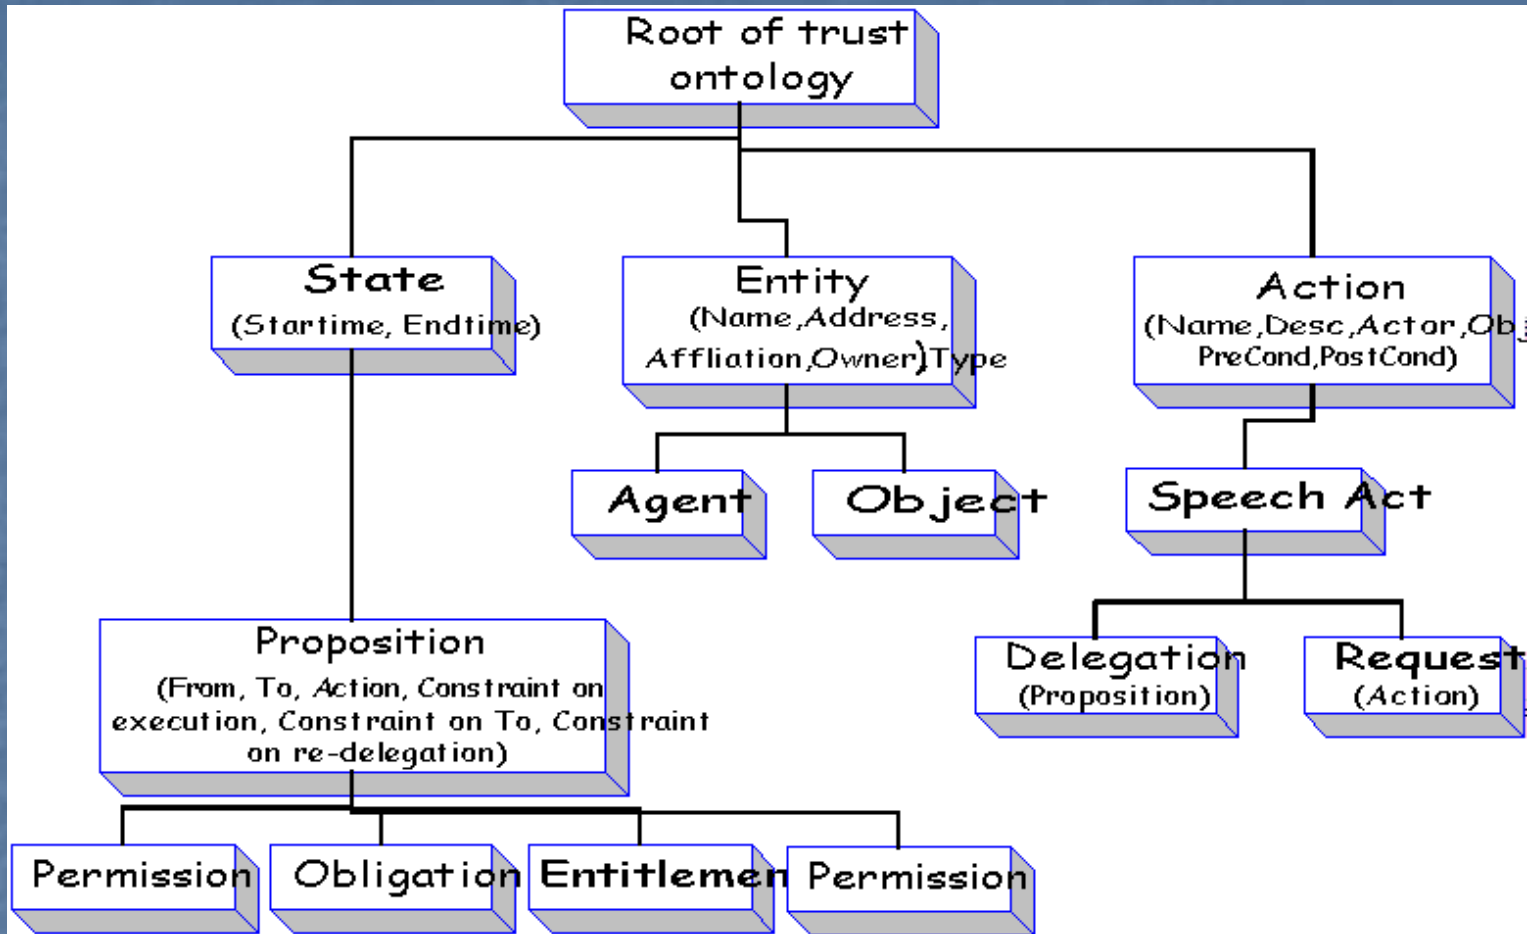 Root of trust
ontology
State
(Startime, Endtime)
Entity
(Name,Address,
Affliation,Owner),Type
Action
(Name,Desc,Actor,Obj
PreCond,PostCond)
Agent
Object
Speech Act
Proposition
(From, To, Action, Constraint on
execution, Constraint on To, Constraint
on re-delegation)
Delegation
(Proposition)
Request
(Action)
Permission
Obligation
Entitlemen
Permission